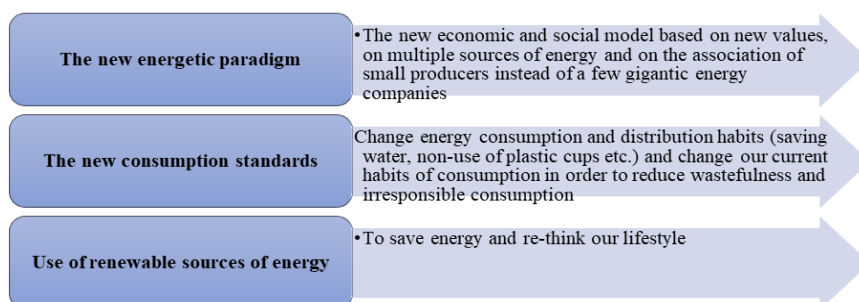 The new energetic paradigm
•The new economic and social model based on new values,
on multiple sources of energy and on the association of
small producers instead of a few gigantic energy
companies
The new consumption standards
Change energy consumption and distribution habits (saving
water, non-use of plastic cups etc.) and change our current
habits of consumption in order to reduce wastefulness and
irresponsible consumption
Use of renewable sources of energy
•To save energy and re-think our lifestyle